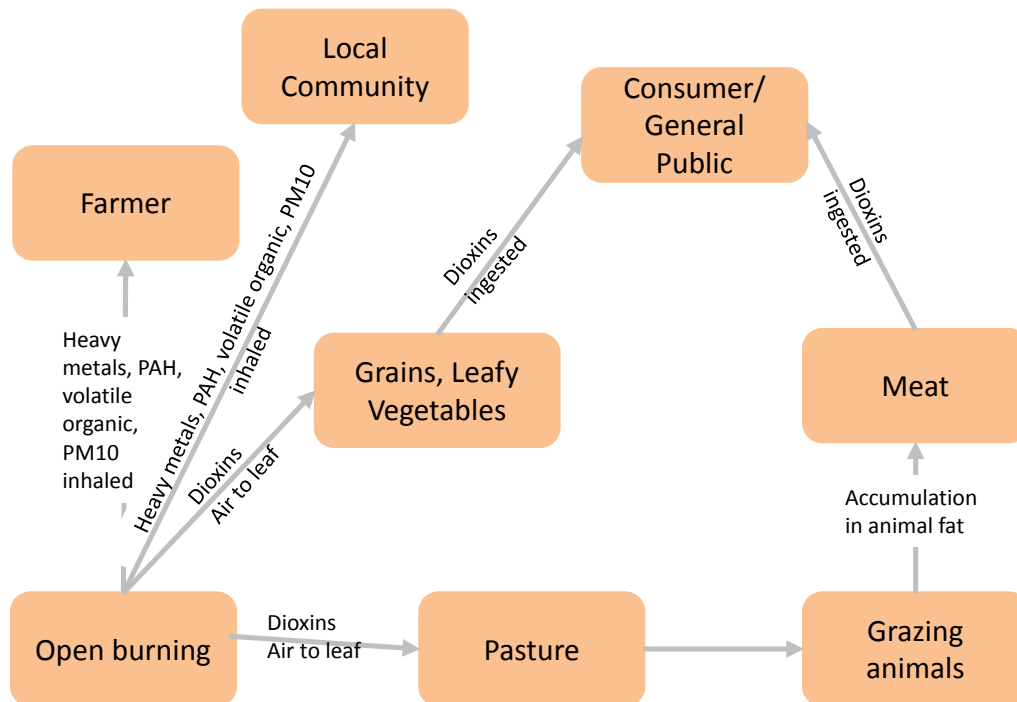 Local
Community
Consumer/
General
Public
Farmer
Heavy
metals, PAH,
volatile
organic,
PM10
inhaled
Heavy metals, PAH, volatile organic, PM10
inhaled
Dioxins
ingested
Dioxins
ingested
Grains, Leafy
Vegetables
Meat
Dioxins
Air to leaf
Accumulation
in animal fat
Open burning
Dioxins
Air to leaf
Pasture
Grazing
animals